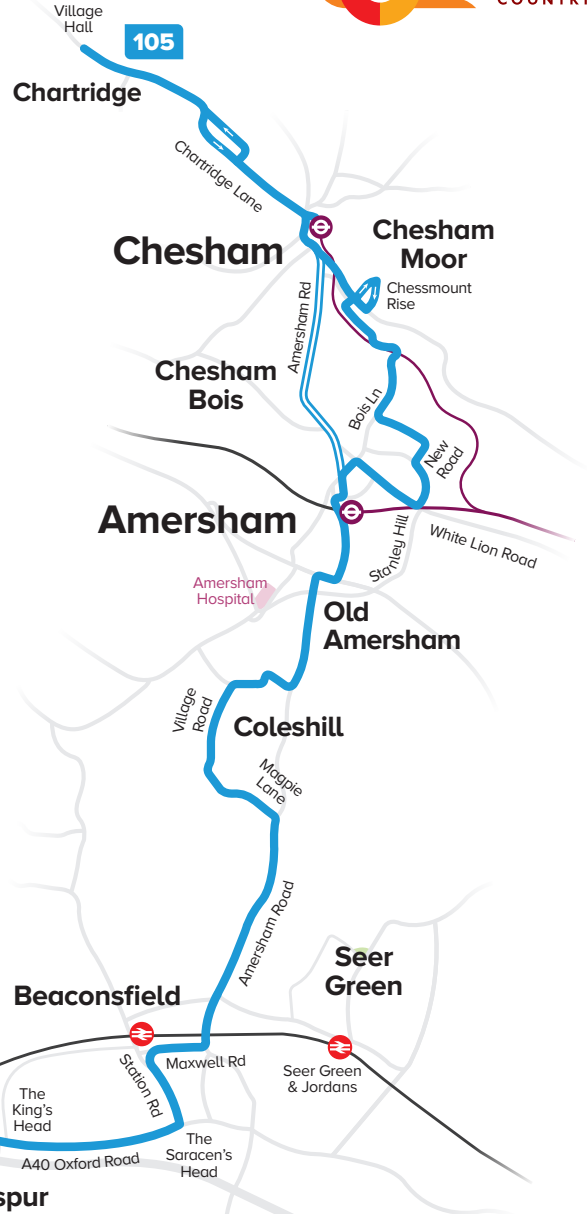 COUNTRI
Village
Hall
105
Chartridge
Chartridge Lane
Chesham
Chesham
Moor
Chessmount
Rise
Amersham Rd
Chesham
Bois
Bois Ln
New
Road
Amersham
Stanley Hill
White Lion Road
Amersham
Hospital
Old
Amersham
Village
Road
Coleshill
Magpie
Lane
Amersham Road
Seer
Green
Beaconsfield
Maxwell Rd
Seer Green
& Jordans
Station Rd
The
King's
Head
The
Saracen's
Head
A40 Oxford Road
spur